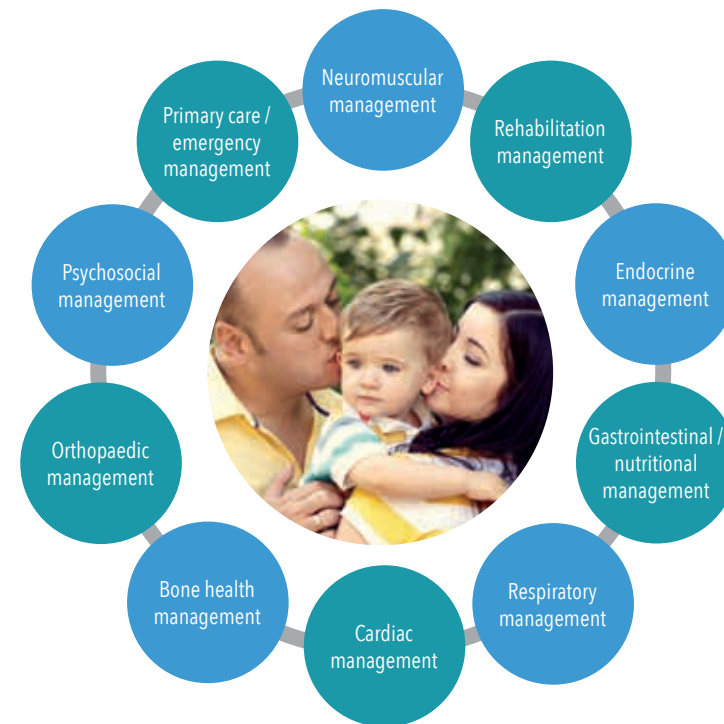 Neuromuscular
management
Rehabilitation
management
Endocrine
management
Gastrointestinal /
nutritional
management
Respiratory
management
Cardiac
management
Bone health
management
Orthopaedic
management
Psychosocial
management
Primary care /
emergency
management